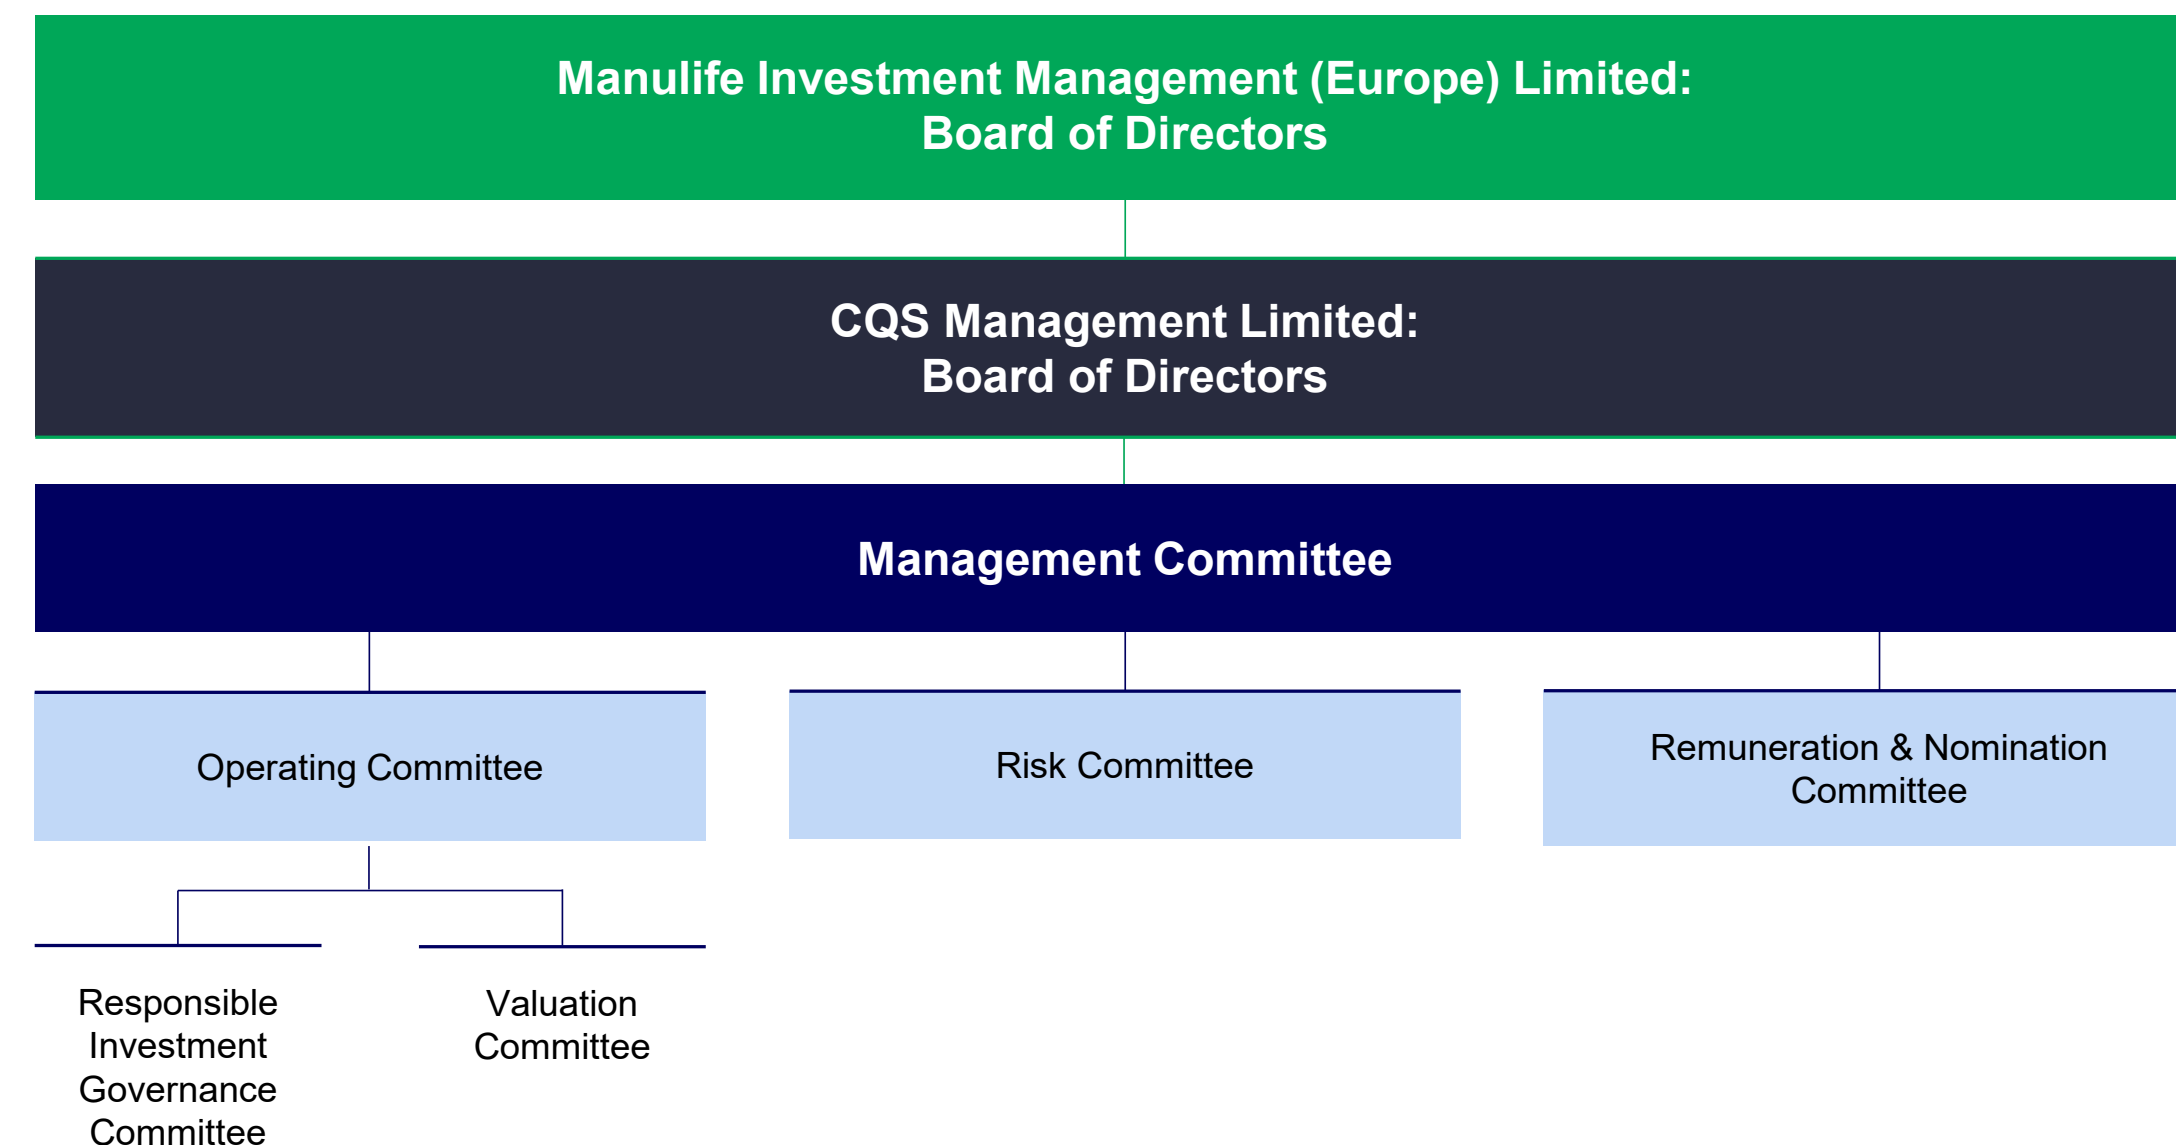 Manulife Investment Management (Europe) Limited:
Board of Directors
CQS Management Limited:
Board of Directors
Management Committee
Operating Committee
Risk Committee
Remuneration & Nomination
Committee
Responsible
Investment
Governance
Committee
Valuation
Committee